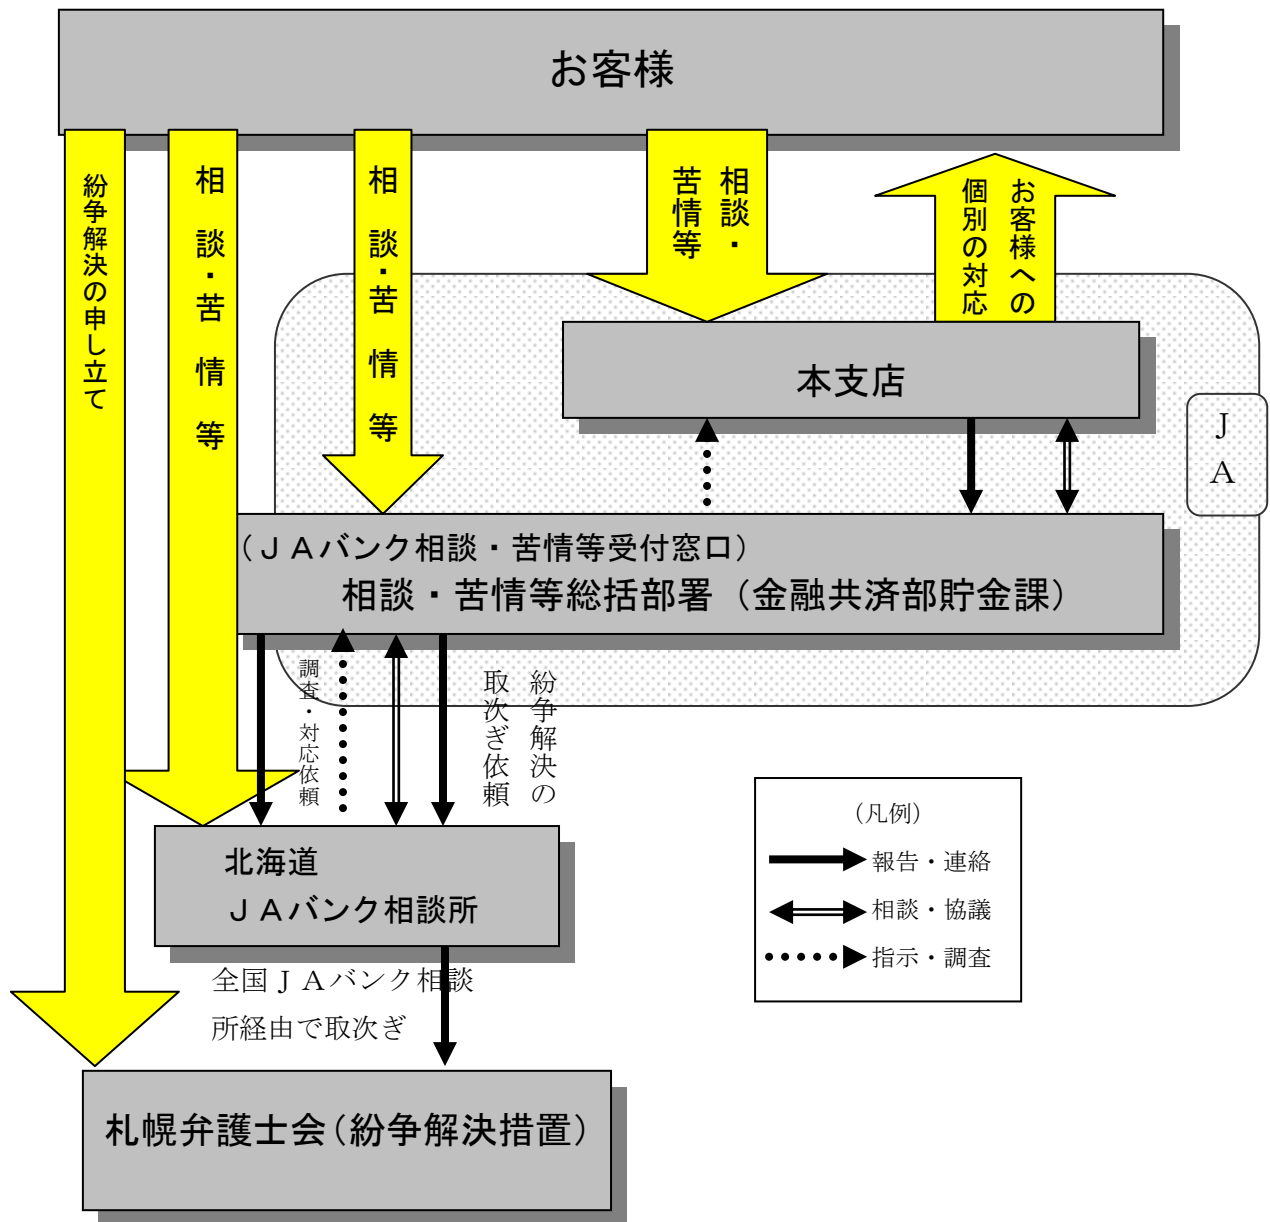 お客様
紛争解決の申し立て
相談・苦情等
相談・苦情等
相談・
苦情等
お客様への
個別の対応
本支店
ＪＡ
（ＪＡバンク相談・苦情等受付窓口）
相談・苦情等総括部署（金融共済部貯金課）
調査・対応依頼
紛争解決の
取次ぎ依頼
北海道
ＪＡバンク相談所
（凡例）
報告・連絡
相談・協議
指示・調査
全国ＪＡバンク相談
所経由で取次ぎ
札幌弁護士会（紛争解決措置）